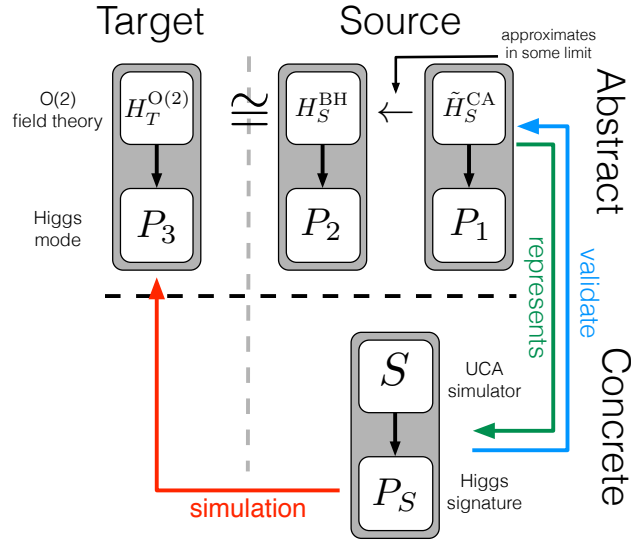 Target
Source
approximates
in some limit
O(2)
field theory
H_T^{O(2)}
≅
H_S^{BH}
←
\tilde{H}_S^{CA}
Abstract
Higgs
mode
P_3
P_2
P_1
represents
validate
S
UCA
simulator
Concrete
P_S
Higgs
signature
simulation